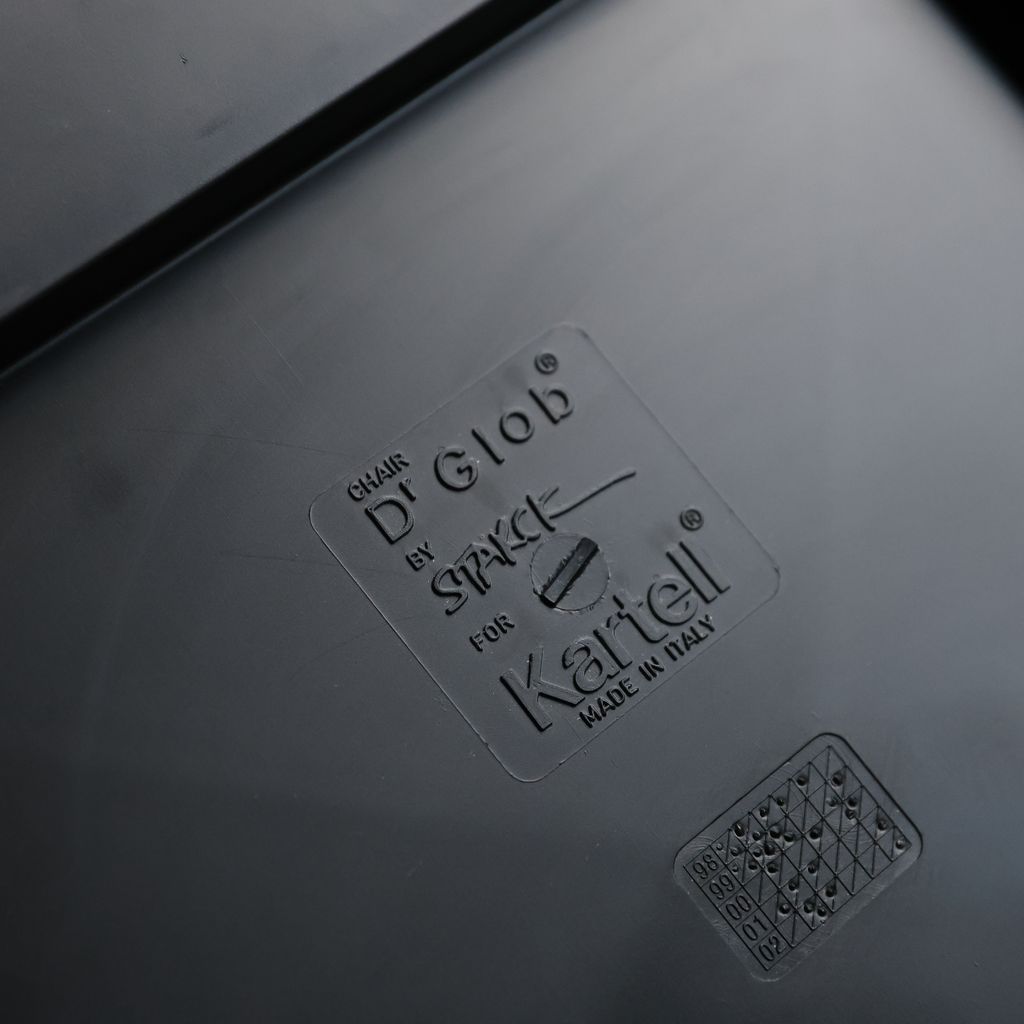 CHAIR
Dr Glob®
BY STARCK
FOR
Kartell®
MADE IN ITALY
98
99
00
01
02